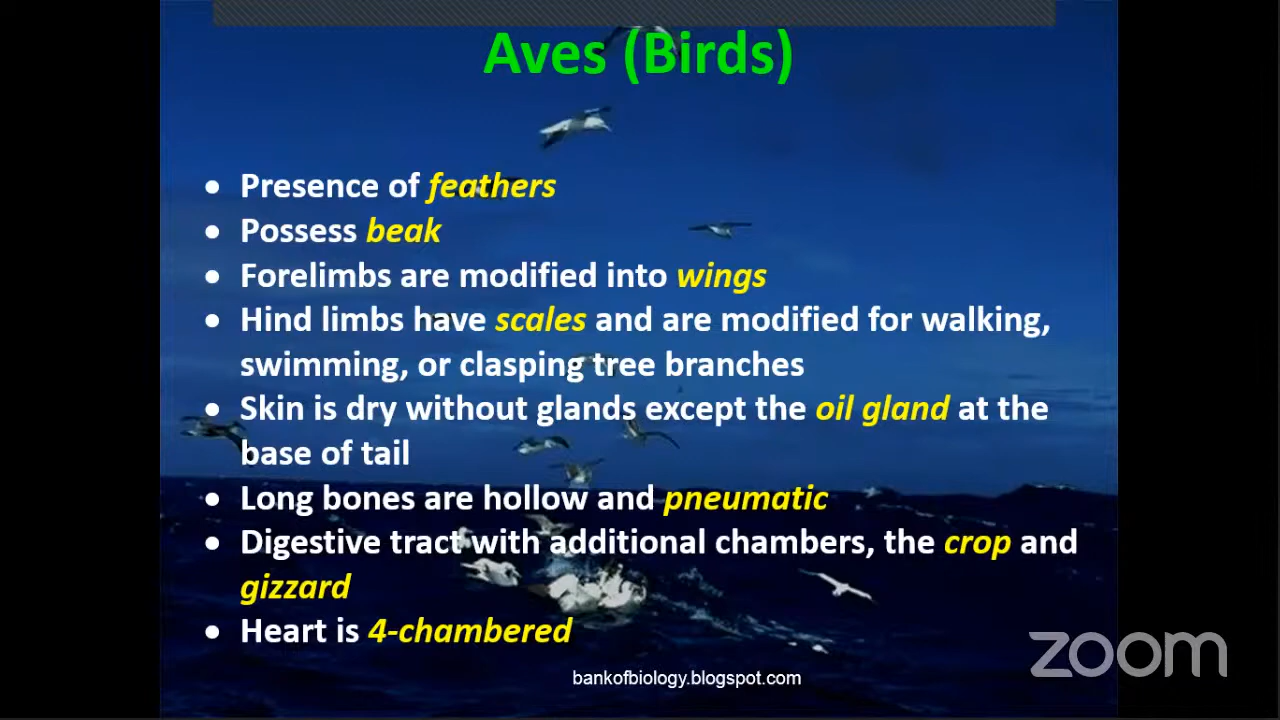 Aves (Birds)
• Presence of feathers
• Possess beak
• Forelimbs are modified into wings
• Hind limbs have scales and are modified for walking,
swimming, or clasping tree branches
• Skin is dry without glands except the oil gland at the
base of tail
• Long bones are hollow and pneumatic
• Digestive tract with additional chambers, the crop and
gizzard
• Heart is 4-chambered
zoom
bankofbiology.blogspot.com